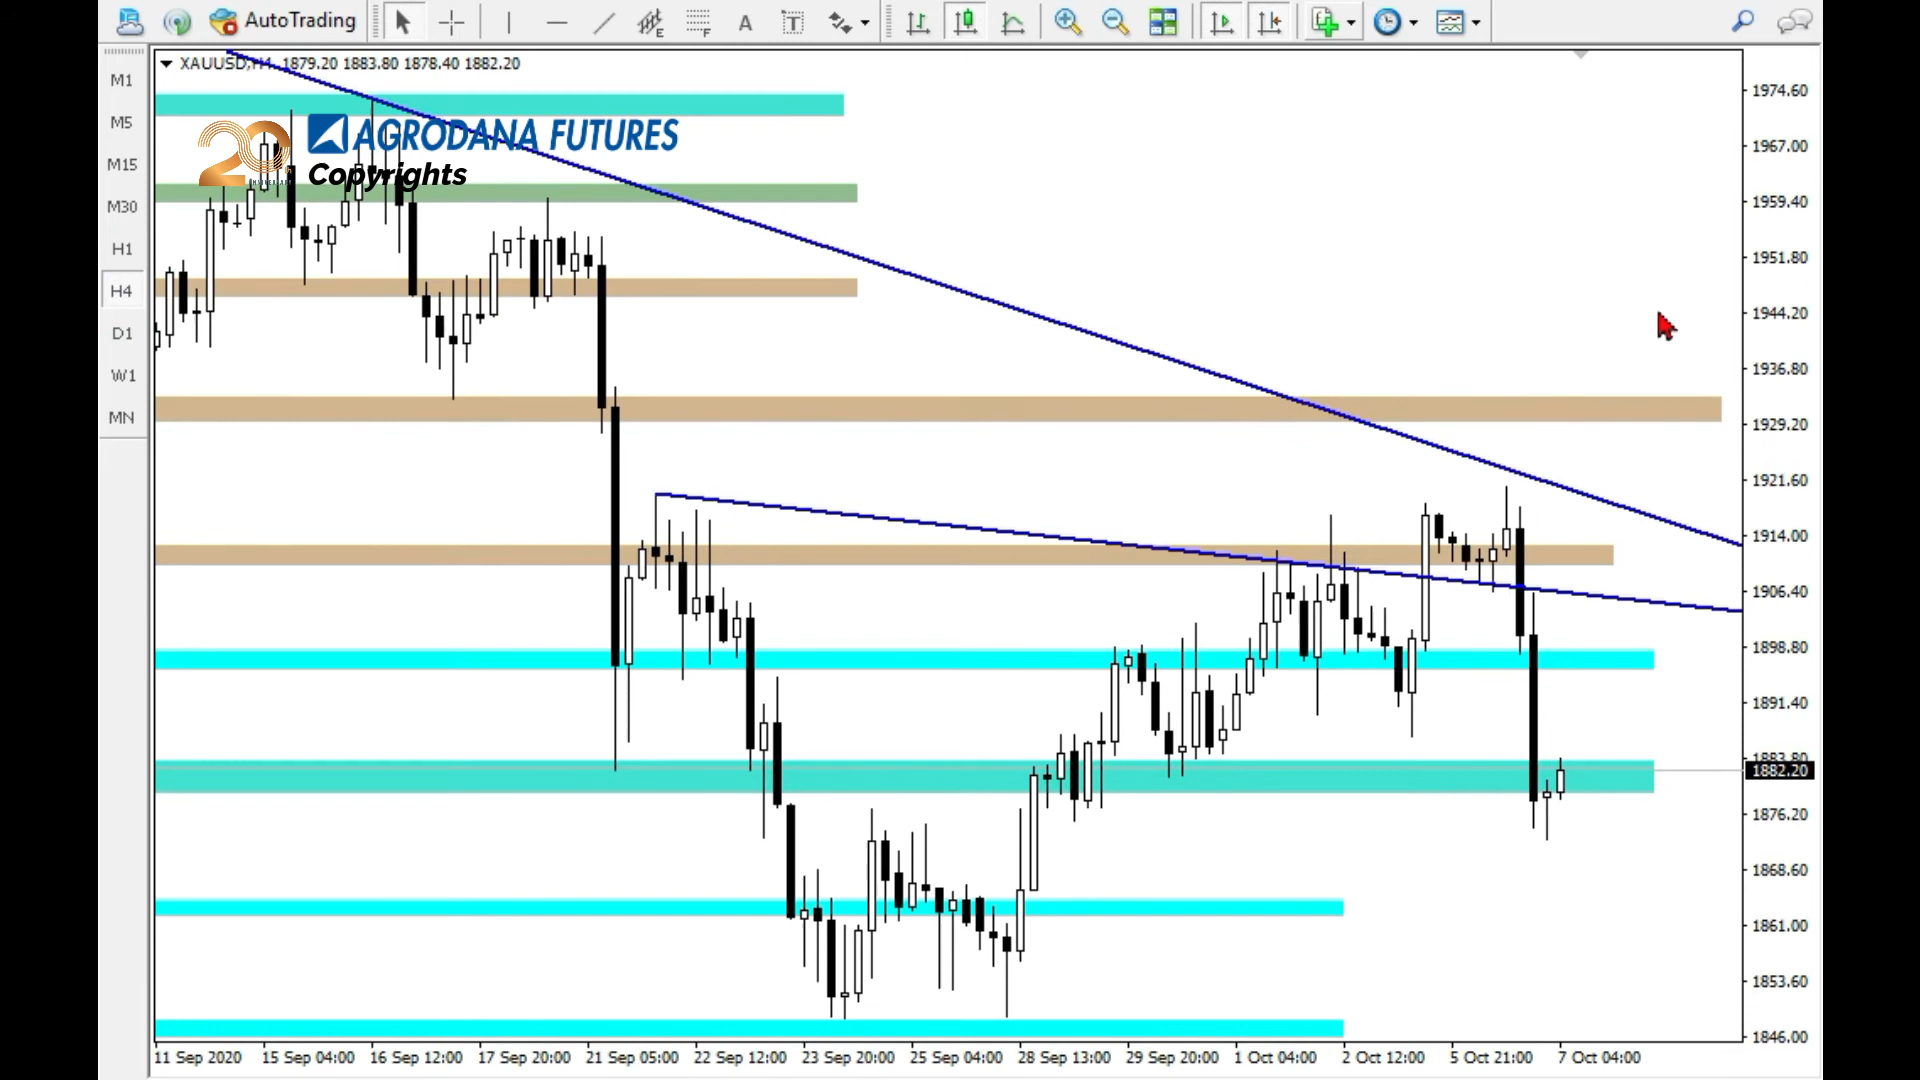 AutoTrading
A
T
E
F
M1
M5
M15
M30
H1
H4
D1
W1
MN
XAUUSD,H4 1879.20 1883.80 1878.40 1882.20
20
AGRODANA FUTURES
Copyrights
1974.60
1967.00
1959.40
1951.80
1944.20
1936.80
1929.20
1921.60
1914.00
1906.40
1898.80
1891.40
1883.80
1882.20
1876.20
1868.60
1861.00
1853.60
1846.00
11 Sep 2020 15 Sep 04:00 16 Sep 12:00 17 Sep 20:00 21 Sep 05:00 22 Sep 12:00 23 Sep 20:00 25 Sep 04:00 28 Sep 13:00 29 Sep 20:00 1 Oct 04:00 2 Oct 12:00 5 Oct 21:00 7 Oct 04:00